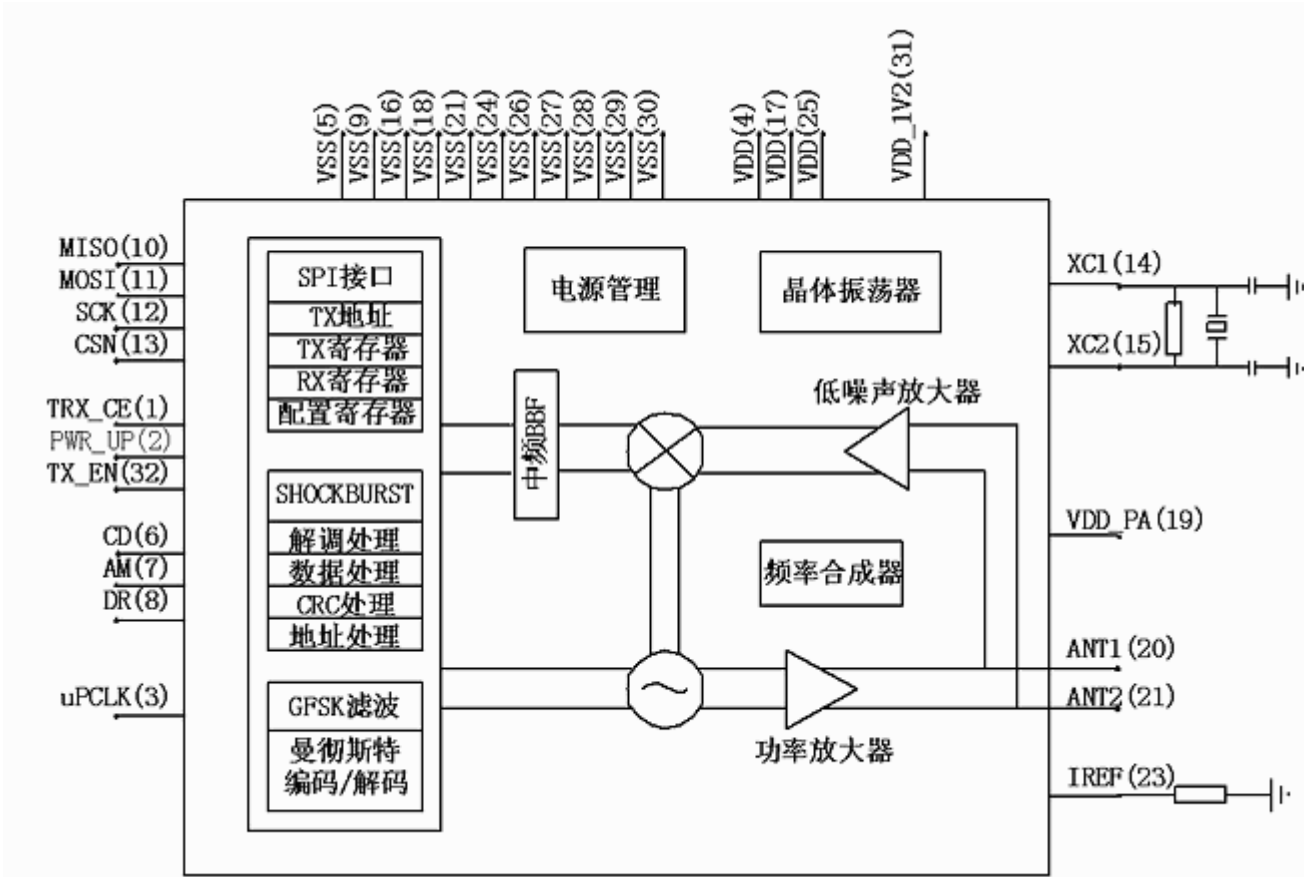 VSS(5)
VSS(9)
VSS(16)
VSS(18)
VSS(21)
VSS(24)
VSS(26)
VSS(27)
VSS(28)
VSS(29)
VSS(30)
VDD(4)
VDD(17)
VDD(25)
VDD_1V2(31)
MISO(10)
MOSI(11)
SCK(12)
CSN(13)
TRX_CE(1)
PWR_UP(2)
TX_EN(32)
CD(6)
AM(7)
DR(8)
uPCLK(3)
SPI接口
TX地址
TX寄存器
RX寄存器
配置寄存器
SHOCKBURST
解调处理
数据处理
CRC处理
地址处理
GFSK滤波
曼彻斯特
编码/解码
电源管理
晶体振荡器
中频BBF
低噪声放大器
频率合成器
功率放大器
XC1(14)
XC2(15)
VDD_PA(19)
ANT1(20)
ANT2(21)
IREF(23)